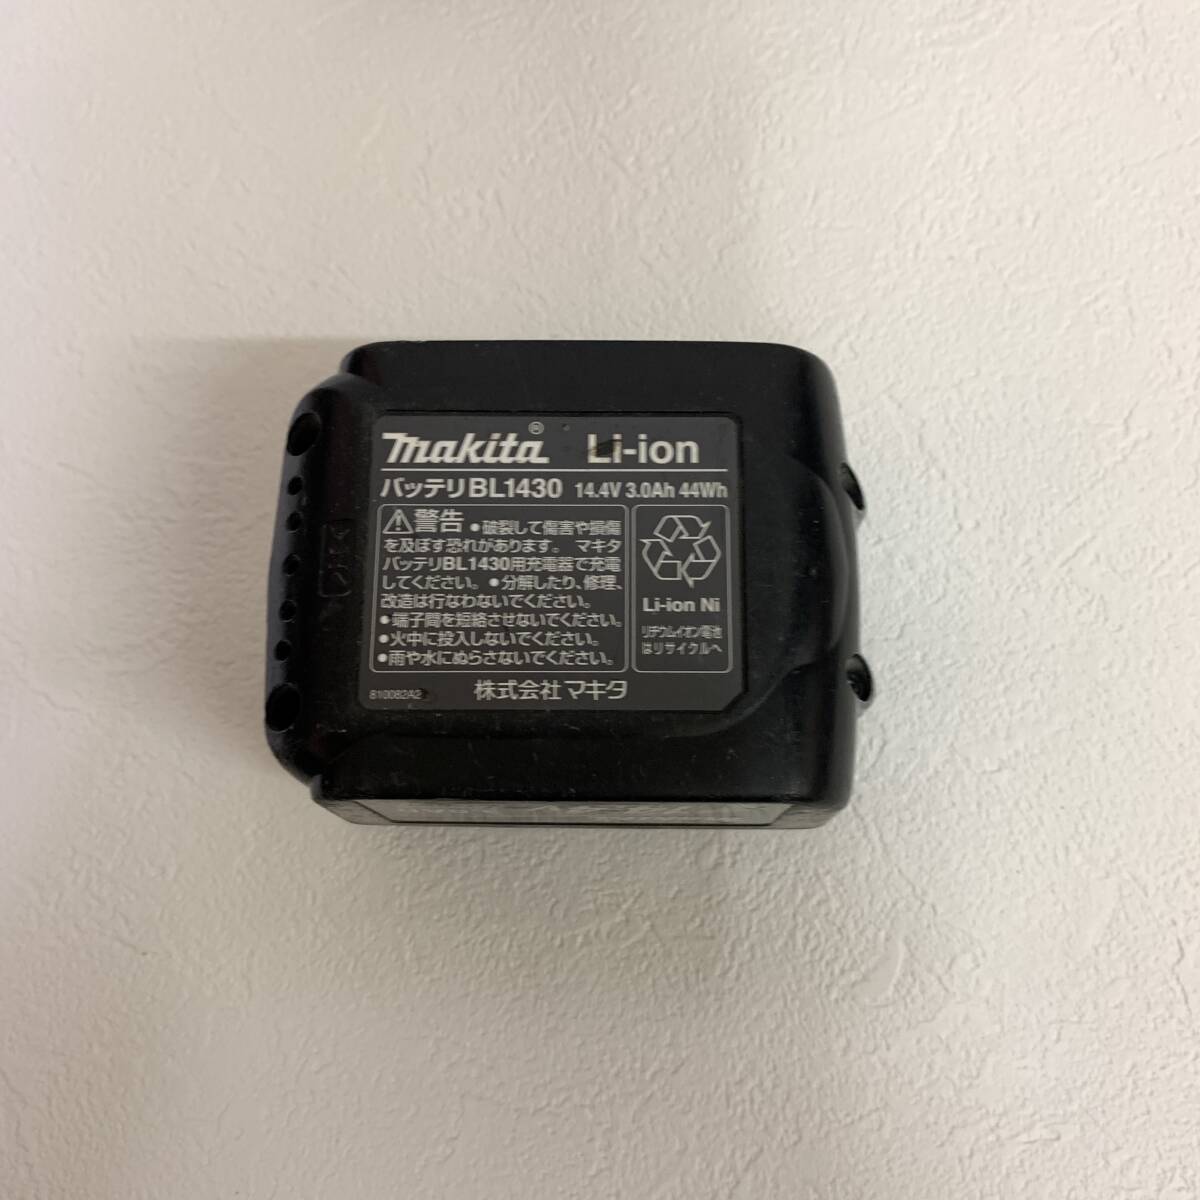 makita® Li-ion
バッテリBL1430 14.4V 3.0Ah 44Wh
⚠警告 ●破裂して傷害や損傷
を及ぼす恐れがあります。 マキタ
バッテリBL1430用充電器で充電
してください。●分解したり、修理、
改造は行なわないでください。
●端子間を短絡させないでください。
●火中に投入しないでください。
●雨や水にぬらさないでください。
Li-ion Ni
リチウムイオン電池
はリサイクルへ
810082A2
株式会社マキタ